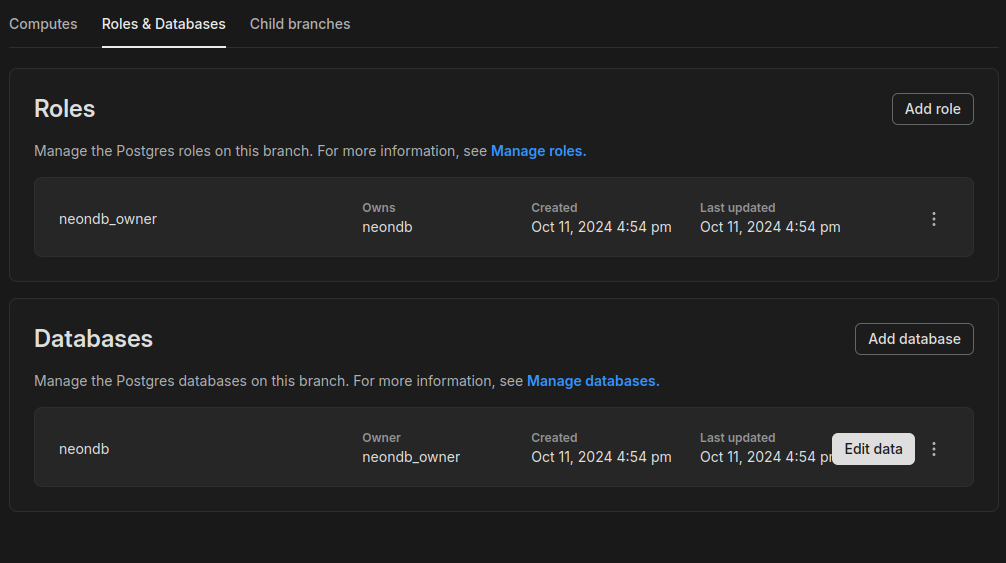 Computes Roles & Databases Child branches
Roles
Add role
Manage the Postgres roles on this branch. For more information, see Manage roles.
Owns Created Last updated
neondb_owner neondb Oct 11, 2024 4:54 pm Oct 11, 2024 4:54 pm
Databases
Add database
Manage the Postgres databases on this branch. For more information, see Manage databases.
Owner Created Last updated
neondb neondb_owner Oct 11, 2024 4:54 pm Oct 11, 2024 4:54 Edit data